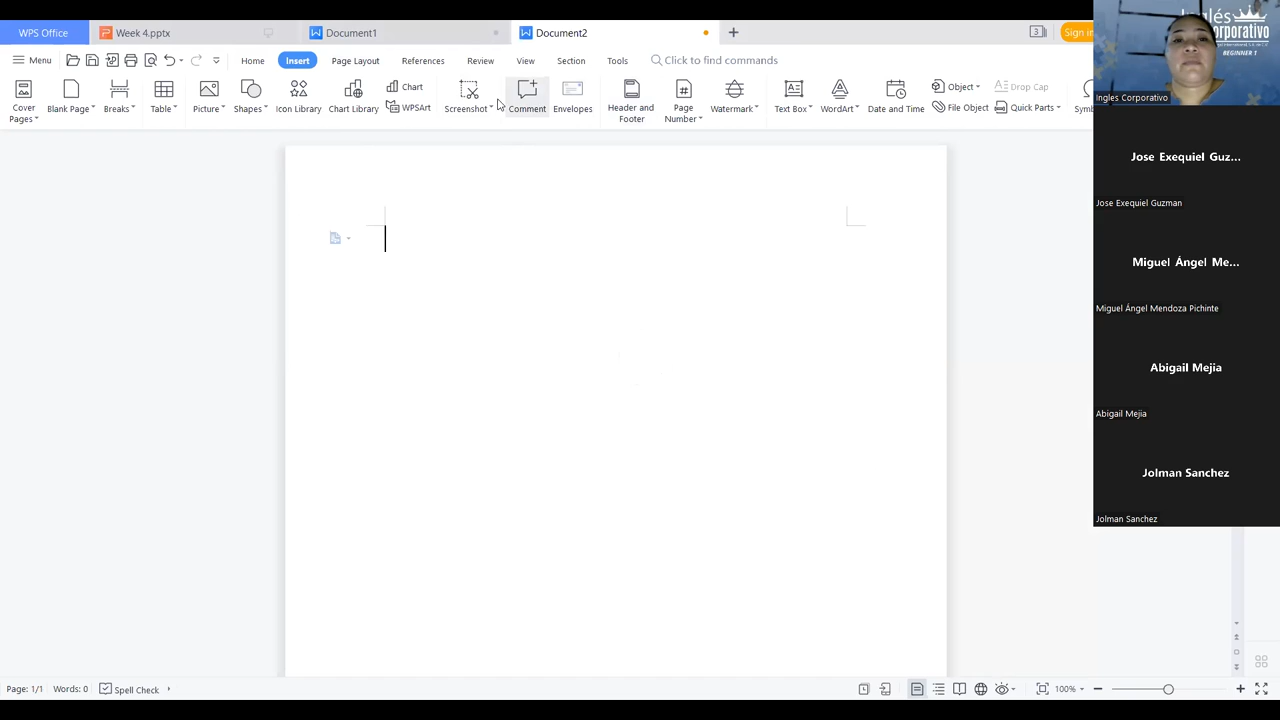 WPS Office Week 4.pptx Document1 Document2 3 Sign in
Menu Home Insert Page Layout References Review View Section Tools Click to find commands
Cover Pages Blank Page Breaks Table Picture Shapes Icon Library Chart Library Chart WPSArt Screenshot Comment Envelopes Header and Footer Page Number Watermark Text Box WordArt Date and Time Object File Object Drop Cap Quick Parts
Inglés
Corporativo
BEGINNER 1
Ingles Corporativo
Jose Exequiel Guz...
Jose Exequiel Guzman
Miguel Ángel Me...
Miguel Ángel Mendoza Pichinte
Abigail Mejia
Abigail Mejia
Jolman Sanchez
Jolman Sanchez
Page: 1/1 Words: 0 Spell Check 100%